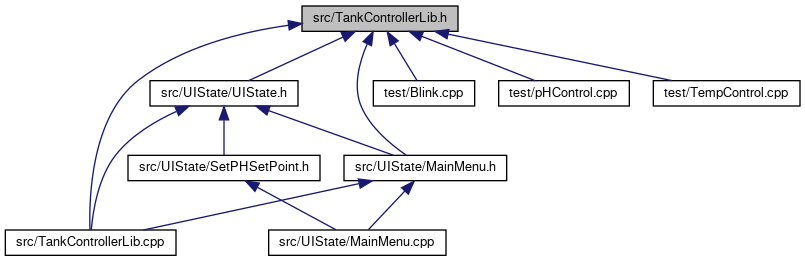 src/TankControllerLib.h
src/UIState/UIState.h
test/Blink.cpp
test/pHControl.cpp
test/TempControl.cpp
src/UIState/SetPHSetPoint.h
src/UIState/MainMenu.h
src/TankControllerLib.cpp
src/UIState/MainMenu.cpp